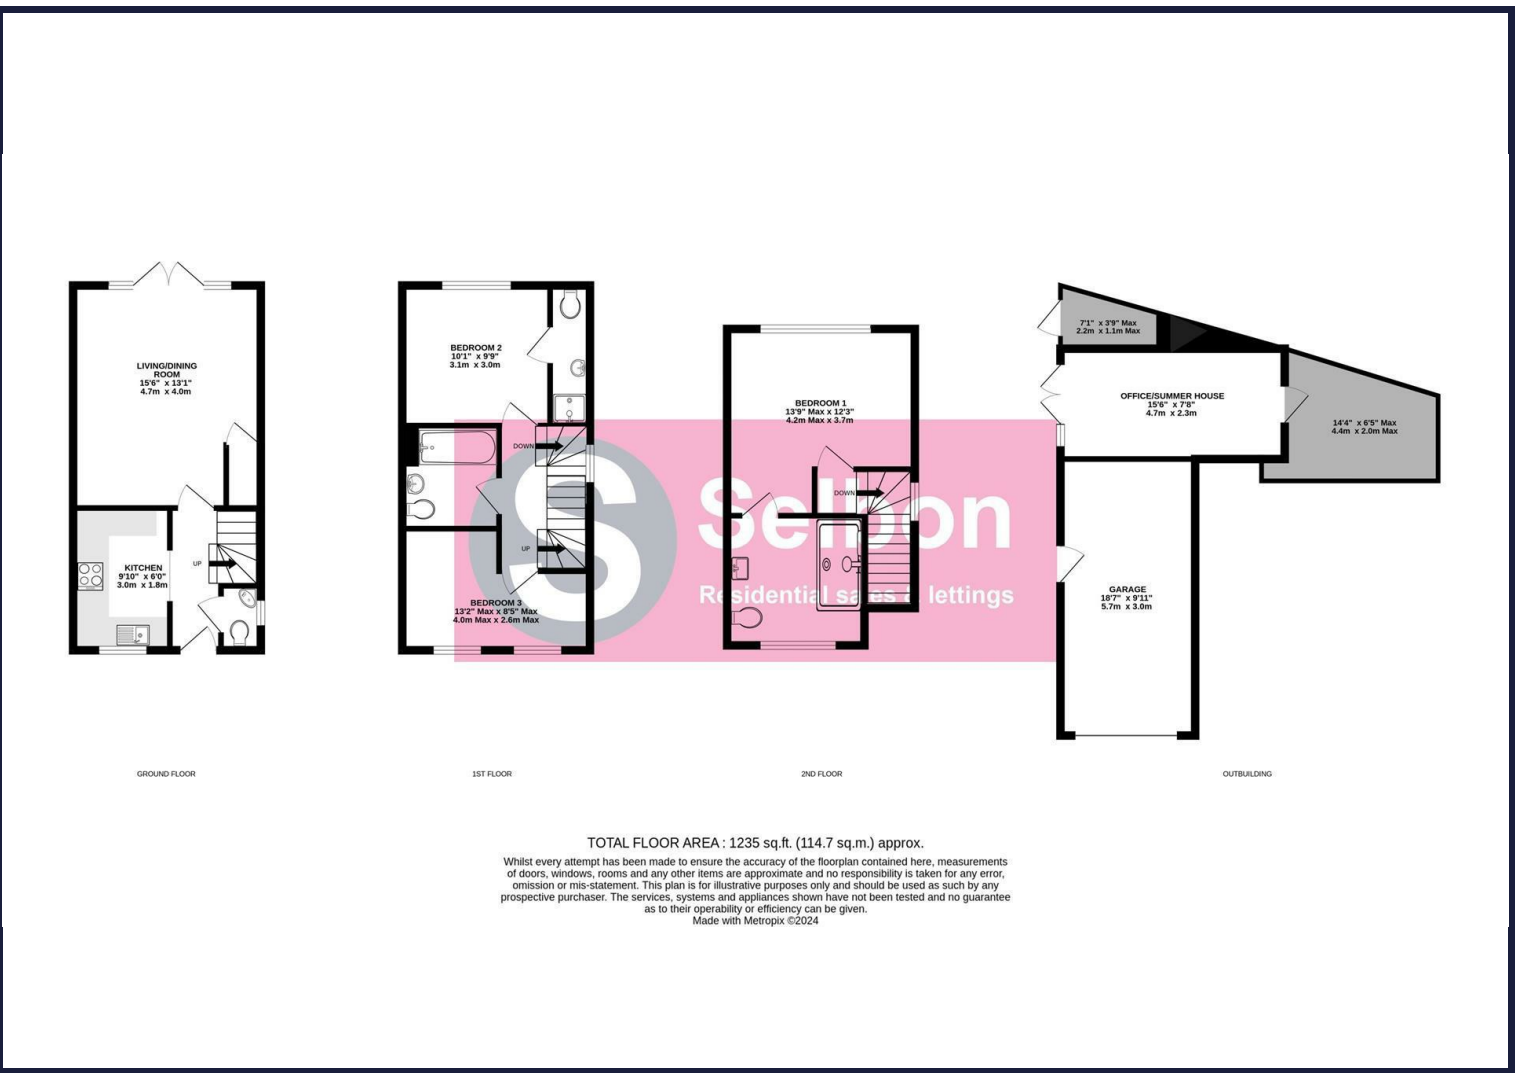 LIVING/DINING
ROOM
15'6" x 13'1"
4.7m x 4.0m
KITCHEN
9'10" x 6'0"
3.0m x 1.8m
UP
GROUND FLOOR
BEDROOM 2
10'1" x 9'9"
3.1m x 3.0m
DOWN
UP
BEDROOM 3
13'2" Max x 8'5" Max
4.0m Max x 2.6m Max
1ST FLOOR
BEDROOM 1
13'9" Max x 12'3"
4.2m Max x 3.7m
DOWN
2ND FLOOR
7'1" x 3'9" Max
2.2m x 1.1m Max
OFFICE/SUMMER HOUSE
15'6" x 7'8"
4.7m x 2.3m
14'4" x 6'5" Max
4.4m x 2.0m Max
GARAGE
18'7" x 9'11"
5.7m x 3.0m
OUTBUILDING
S Selbon
Residential sales & lettings
TOTAL FLOOR AREA : 1235 sq.ft. (114.7 sq.m.) approx.
Whilst every attempt has been made to ensure the accuracy of the floorplan contained here, measurements
of doors, windows, rooms and any other items are approximate and no responsibility is taken for any error,
omission or mis-statement. This plan is for illustrative purposes only and should be used as such by any
prospective purchaser. The services, systems and appliances shown have not been tested and no guarantee
as to their operability or efficiency can be given.
Made with Metropix ©2024